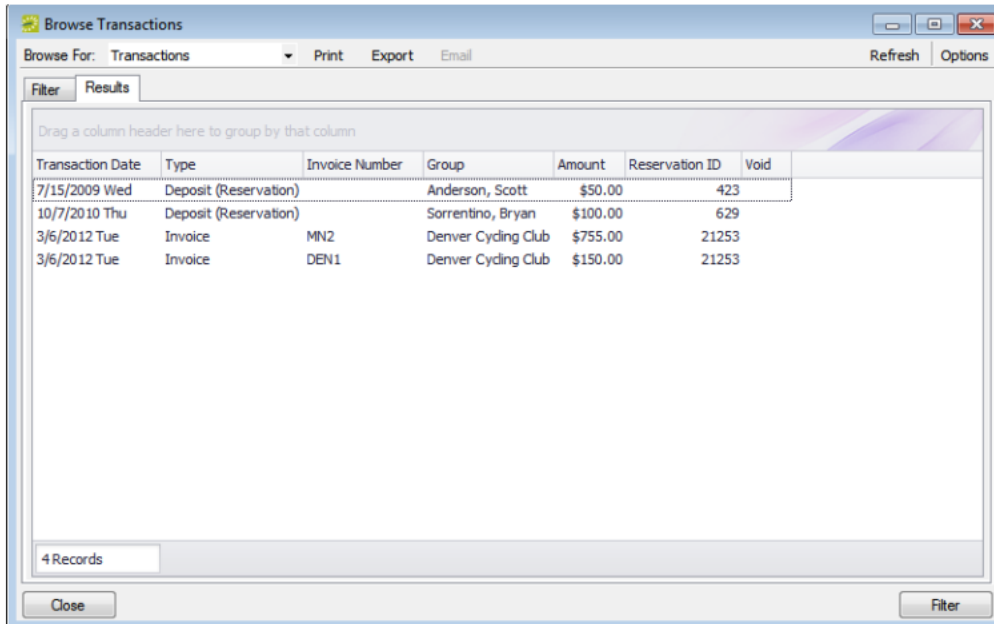 Browse Transactions
Browse For: Transactions Print Export Email Refresh Options
Filter Results
Drag a column header here to group by that column
Transaction Date Type Invoice Number Group Amount Reservation ID Void
7/15/2009 Wed Deposit (Reservation) Anderson, Scott $50.00 423
10/7/2010 Thu Deposit (Reservation) Sorrentino, Bryan $100.00 629
3/6/2012 Tue Invoice MN2 Denver Cycling Club $755.00 21253
3/6/2012 Tue Invoice DEN1 Denver Cycling Club $150.00 21253
4 Records
Close Filter